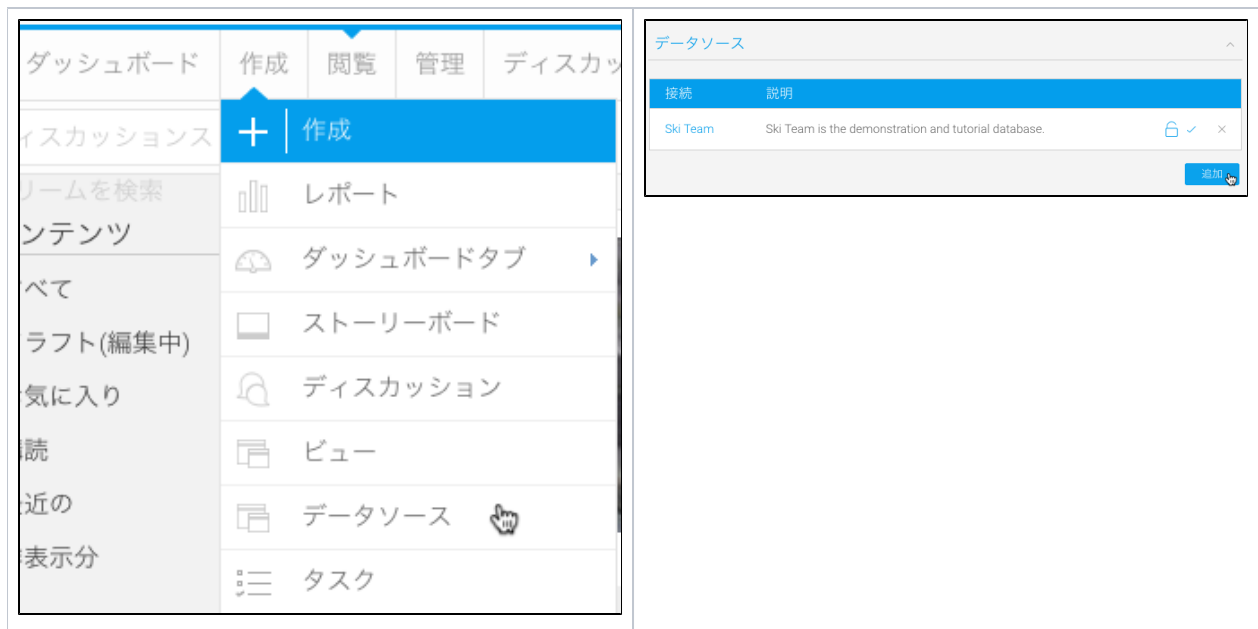 ダッシュボード 作成 閲覧 管理 ディスカッ
ィスカッションス
リームを検索
ンテンツ
べて
ラフト(編集中)
気に入り
読
近の
表示分
作成
レポート
ダッシュボードタブ
ストーリーボード
ディスカッション
ビュー
データソース
タスク
データソース
接続 説明
Ski Team Ski Team is the demonstration and tutorial database.
追加